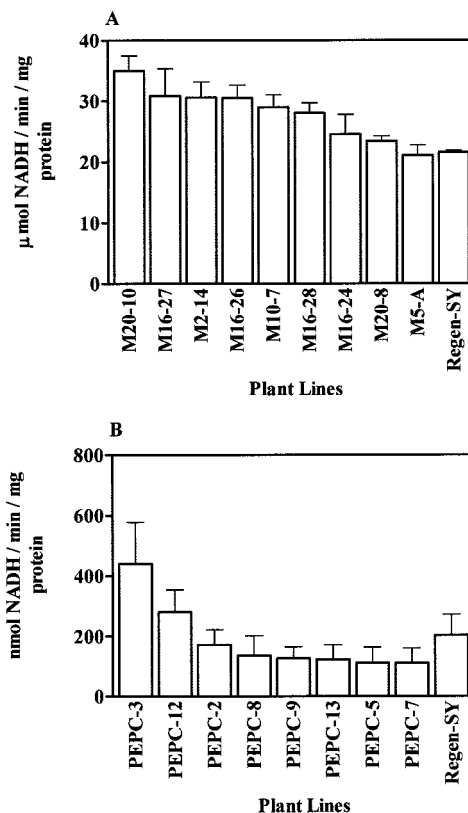 A
μmol NADH / min / mg
protein
40
30
20
10
0
M20-10
M16-27
M2-14
M16-26
M10-7
M16-28
M16-24
M20-8
M5-A
Regen-SY
Plant Lines
B
nmol NADH / min / mg
protein
800
600
400
200
0
PEPC-3
PEPC-12
PEPC-2
PEPC-8
PEPC-9
PEPC-13
PEPC-5
PEPC-7
Regen-SY
Plant Lines